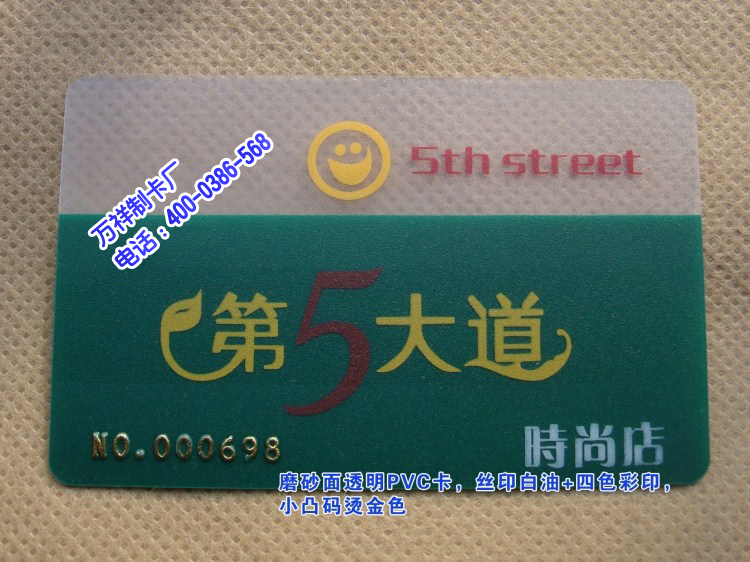 5th street
万祥制卡厂
电话：400-0386-568
第5大道
NO.000698
時尚店
磨砂面透明PVC卡，丝印白油+四色彩印，
小凸码烫金色